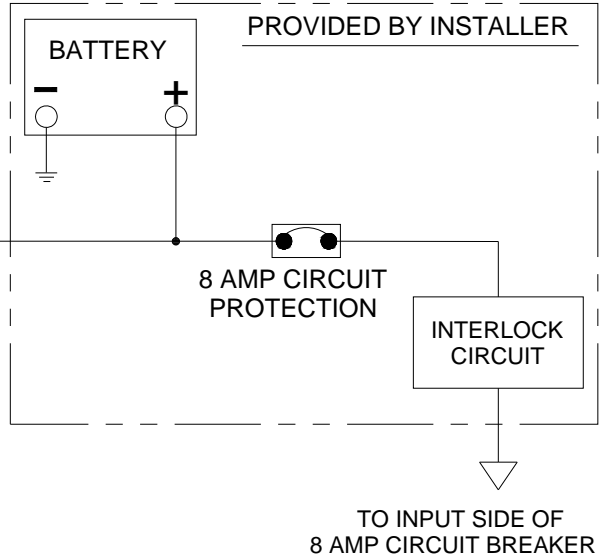 PROVIDED BY INSTALLER
BATTERY
- +
8 AMP CIRCUIT
PROTECTION
INTERLOCK
CIRCUIT
TO INPUT SIDE OF
8 AMP CIRCUIT BREAKER